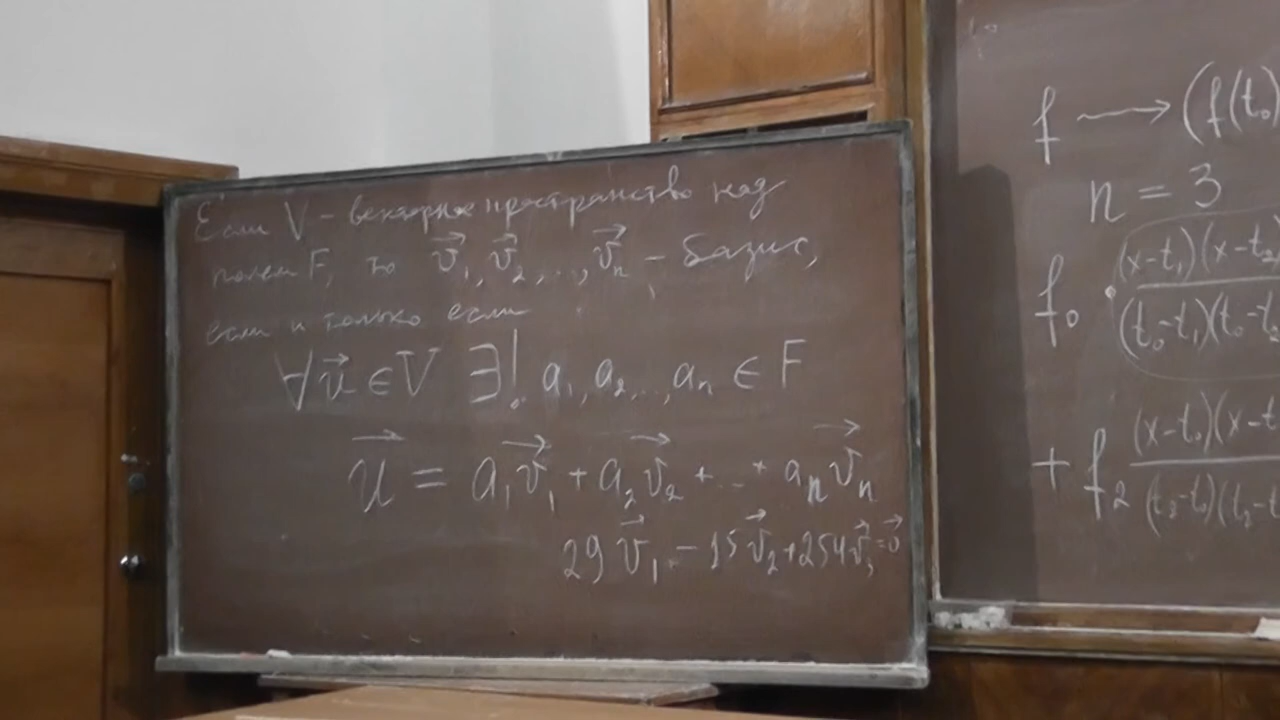 Если V – векторное пространство над
полем F, то v⃗₁, v⃗₂, ..., v⃗ₙ – базис,
если и только если
∀u⃗ ∈ V ∃! a₁, a₂, ..., aₙ ∈ F
u⃗ = a₁v⃗₁ + a₂v⃗₂ + ... + aₙv⃗ₙ
29v⃗₁ – 15v⃗₂ + 254v⃗₃ = 0⃗
f ⟶ (f(t₀)
n = 3
(x–t₁)(x–t₂)
f₀ ·
(t₀–t₁)(t₀–t₂
(x–t₀)(x–t
+ f₂
(t₂–t₀)(t₂–t